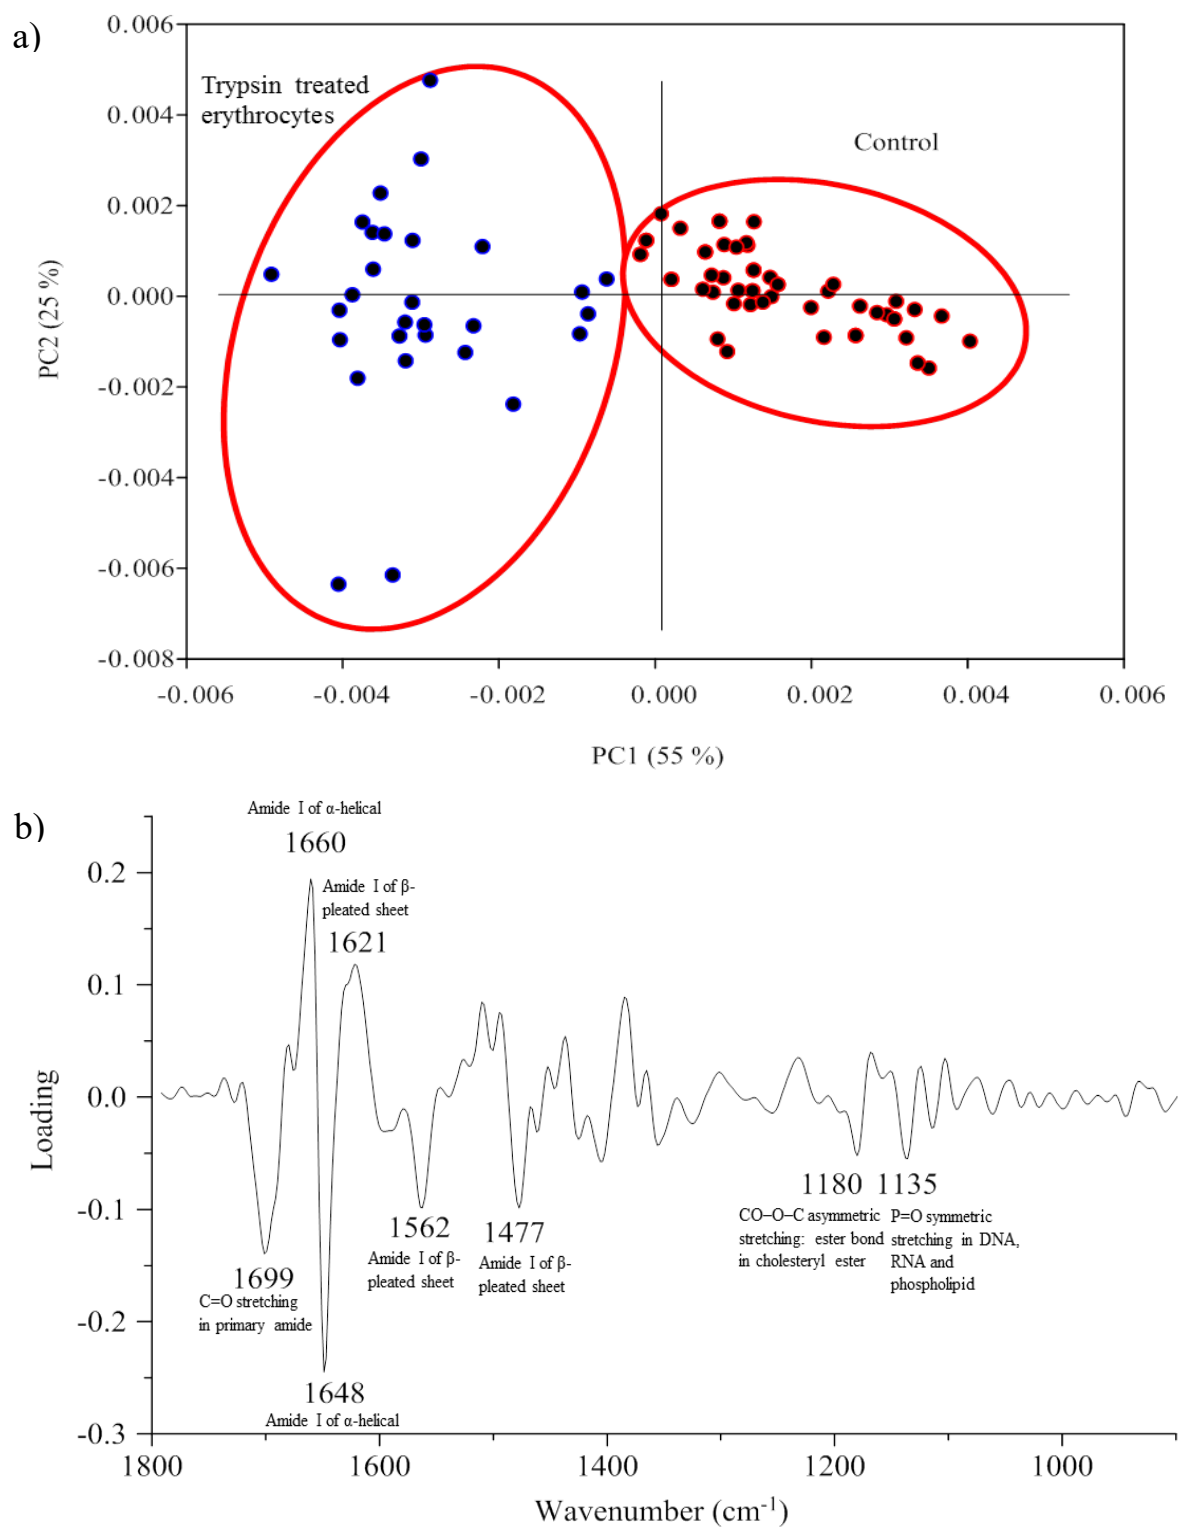 a)
0.006
0.004
0.002
0.000
-0.002
-0.004
-0.006
-0.008
PC2 (25 %)
Trypsin treated
erythrocytes
Control
-0.006 -0.004 -0.002 0.000 0.002 0.004 0.006
PC1 (55 %)
b)
Amide I of α-helical
1660
Amide I of β-
pleated sheet
1621
0.2
0.1
0.0
-0.1
-0.2
-0.3
Loading
1699
C=O stretching
in primary amide
1648
Amide I of α-helical
1562
Amide I of β-
pleated sheet
1477
Amide I of β-
pleated sheet
1180
CO–O–C asymmetric
stretching: ester bond
in cholesteryl ester
1135
P=O symmetric
stretching in DNA,
RNA and
phospholipid
1800 1600 1400 1200 1000
Wavenumber (cm-1)